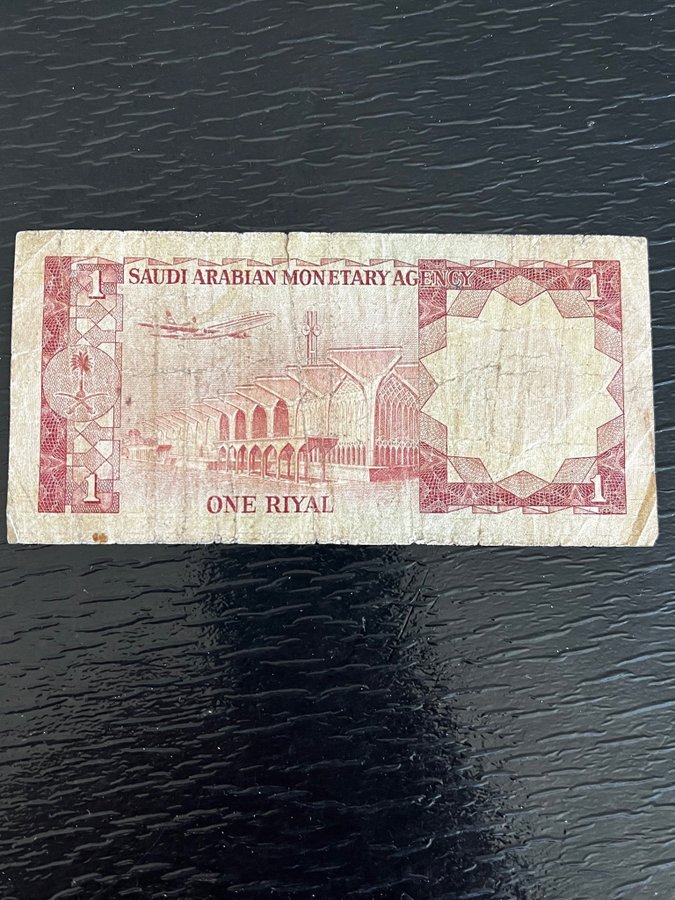 1 SAUDI ARABIAN MONETARY AGENCY 1
1 ONE RIYAL 1